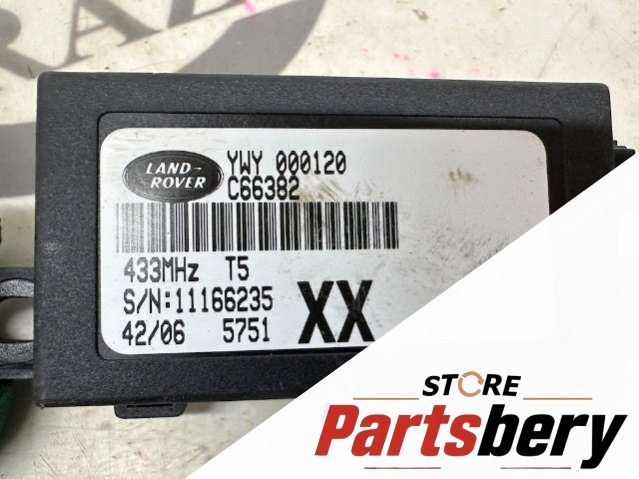 LAND-
ROVER
YWY 000120
C66382
433MHz T5
S/N:11166235
42/06 5751
XX
STORE
Partsbery